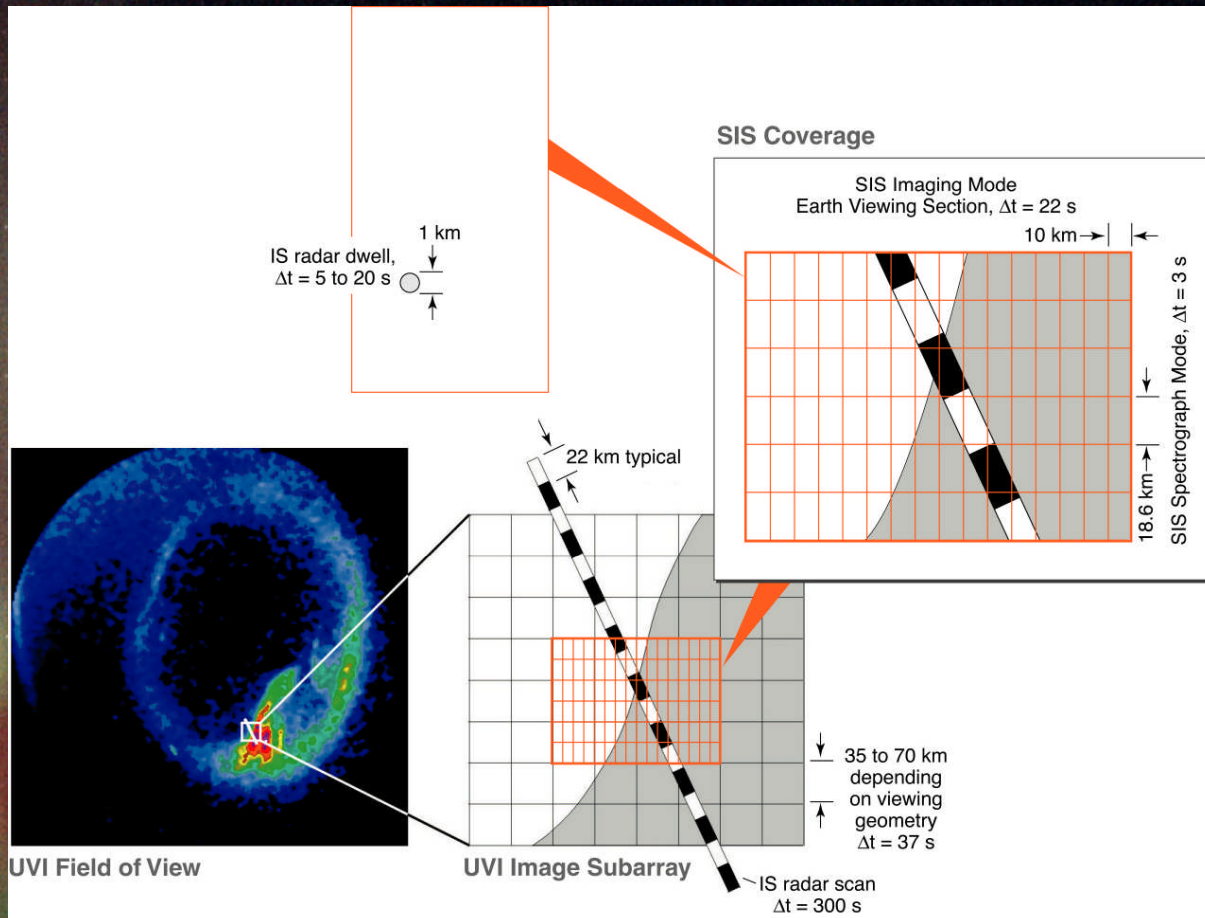 SIS Coverage
SIS Imaging Mode
Earth Viewing Section, Δt = 22 s
10 km
SIS Spectrograph Mode, Δt = 3 s
18.6 km
1 km
IS radar dwell,
Δt = 5 to 20 s
22 km typical
35 to 70 km
depending
on viewing
geometry
Δt = 37 s
UVI Field of View
UVI Image Subarray
IS radar scan
Δt = 300 s